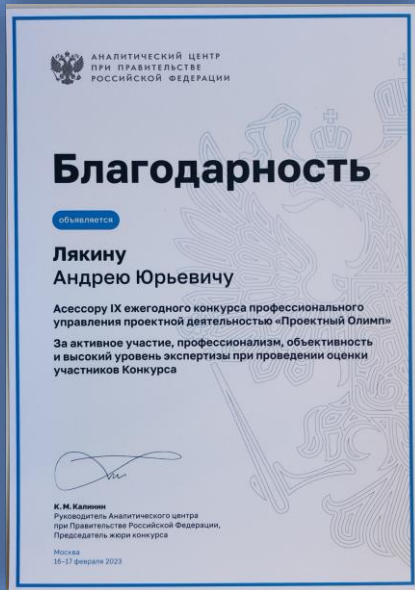 АНАЛИТИЧЕСКИЙ ЦЕНТР
ПРИ ПРАВИТЕЛЬСТВЕ
РОССИЙСКОЙ ФЕДЕРАЦИИ
Благодарность
объявляется
Лякину
Андрею Юрьевичу
Асессору IX ежегодного конкурса профессионального
управления проектной деятельностью «Проектный Олимп»
За активное участие, профессионализм, объективность
и высокий уровень экспертизы при проведении оценки
участников Конкурса
К. М. Калинин
Руководитель Аналитического центра
при Правительстве Российской Федерации,
Председатель жюри конкурса
Москва
16–17 февраля 2023